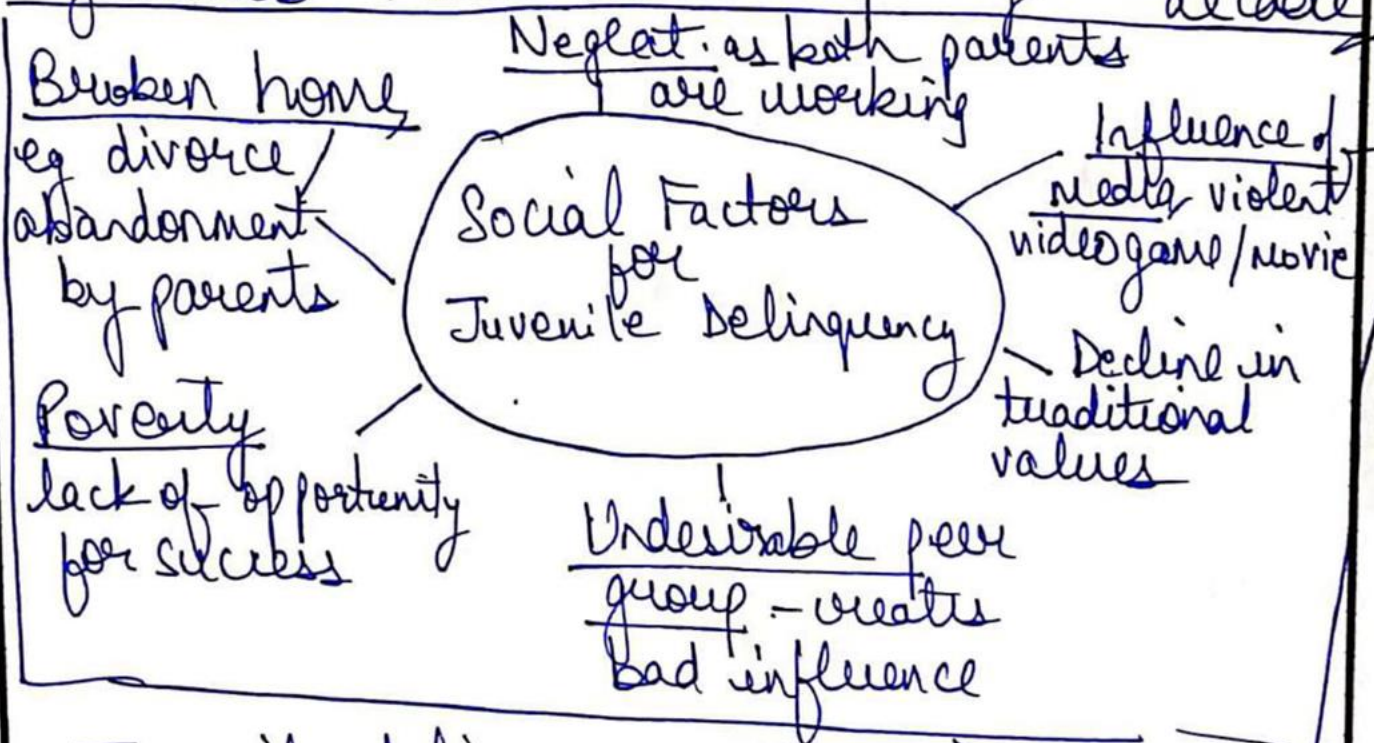 decade
Neglect. as both parents
are working
Broken home,
eg divorce
abandonment
by parents
Influence of
media violent
videogame/movie
Social Factors
for
Juvenile Delinquency
Decline in
traditional
values
Poverty
lack of opportunity
for success
Undesirable peer
group - creates
bad influence